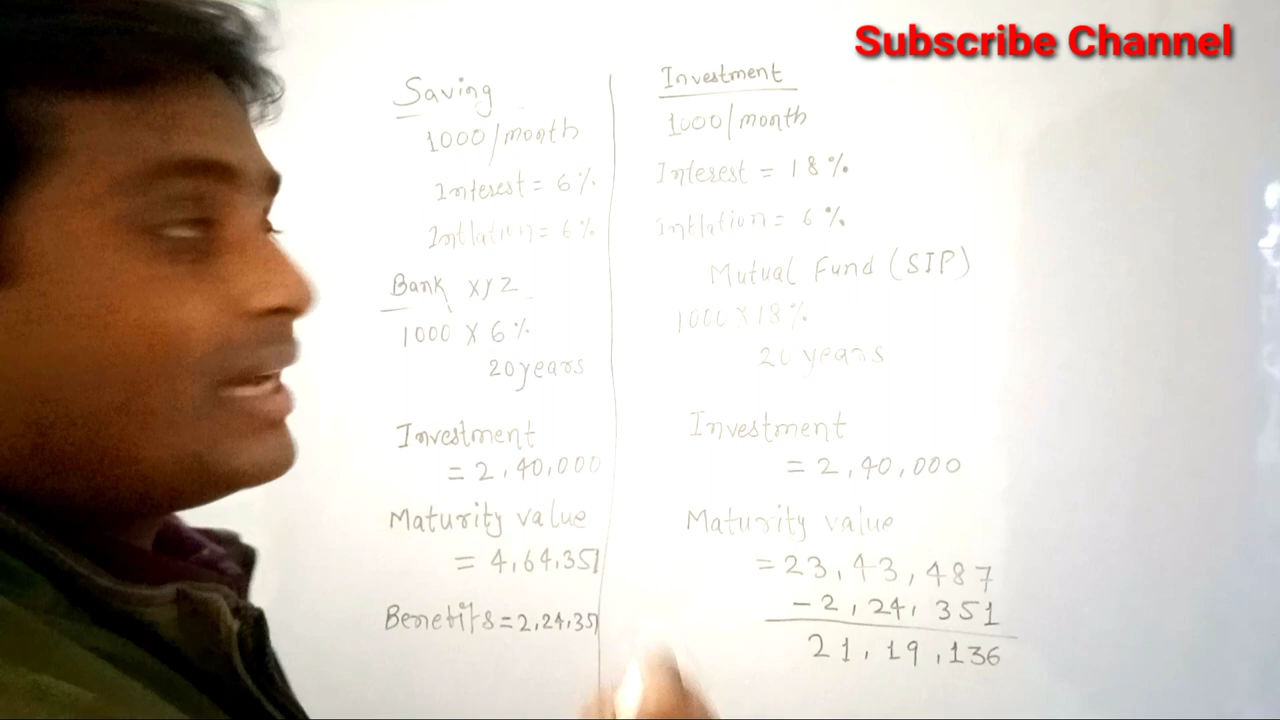 Subscribe Channel
Saving
1000/month
Interest = 6%
Inflation = 6%
Bank xyz
1000 X 6%
20 years
Investment
= 2,40,000
Maturity value
= 4,64,351
Benefits = 2,24,351
Investment
1000/month
Interest = 18%
Inflation = 6%
Mutual Fund (SIP)
1000 X 18%
20 years
Investment
= 2,40,000
Maturity value
= 23,43,487
- 2,24,351
21,19,136